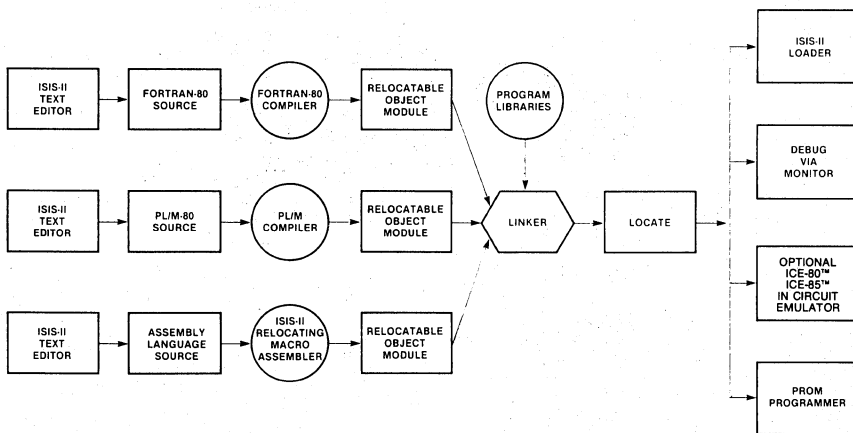 ISIS-II
TEXT
EDITOR
FORTRAN-80
SOURCE
FORTRAN-80
COMPILER
RELOCATABLE
OBJECT
MODULE
PROGRAM
LIBRARIES
ISIS-II
TEXT
EDITOR
PL/M-80
SOURCE
PL/M
COMPILER
RELOCATABLE
OBJECT
MODULE
LINKER
LOCATE
ISIS-II
TEXT
EDITOR
ASSEMBLY
LANGUAGE
SOURCE
ISIS-II
RELOCATING
MACRO
ASSEMBLER
RELOCATABLE
OBJECT
MODULE
ISIS-II
LOADER
DEBUG
VIA
MONITOR
OPTIONAL
ICE-80™
ICE-85™
IN CIRCUIT
EMULATOR
PROM
PROGRAMMER